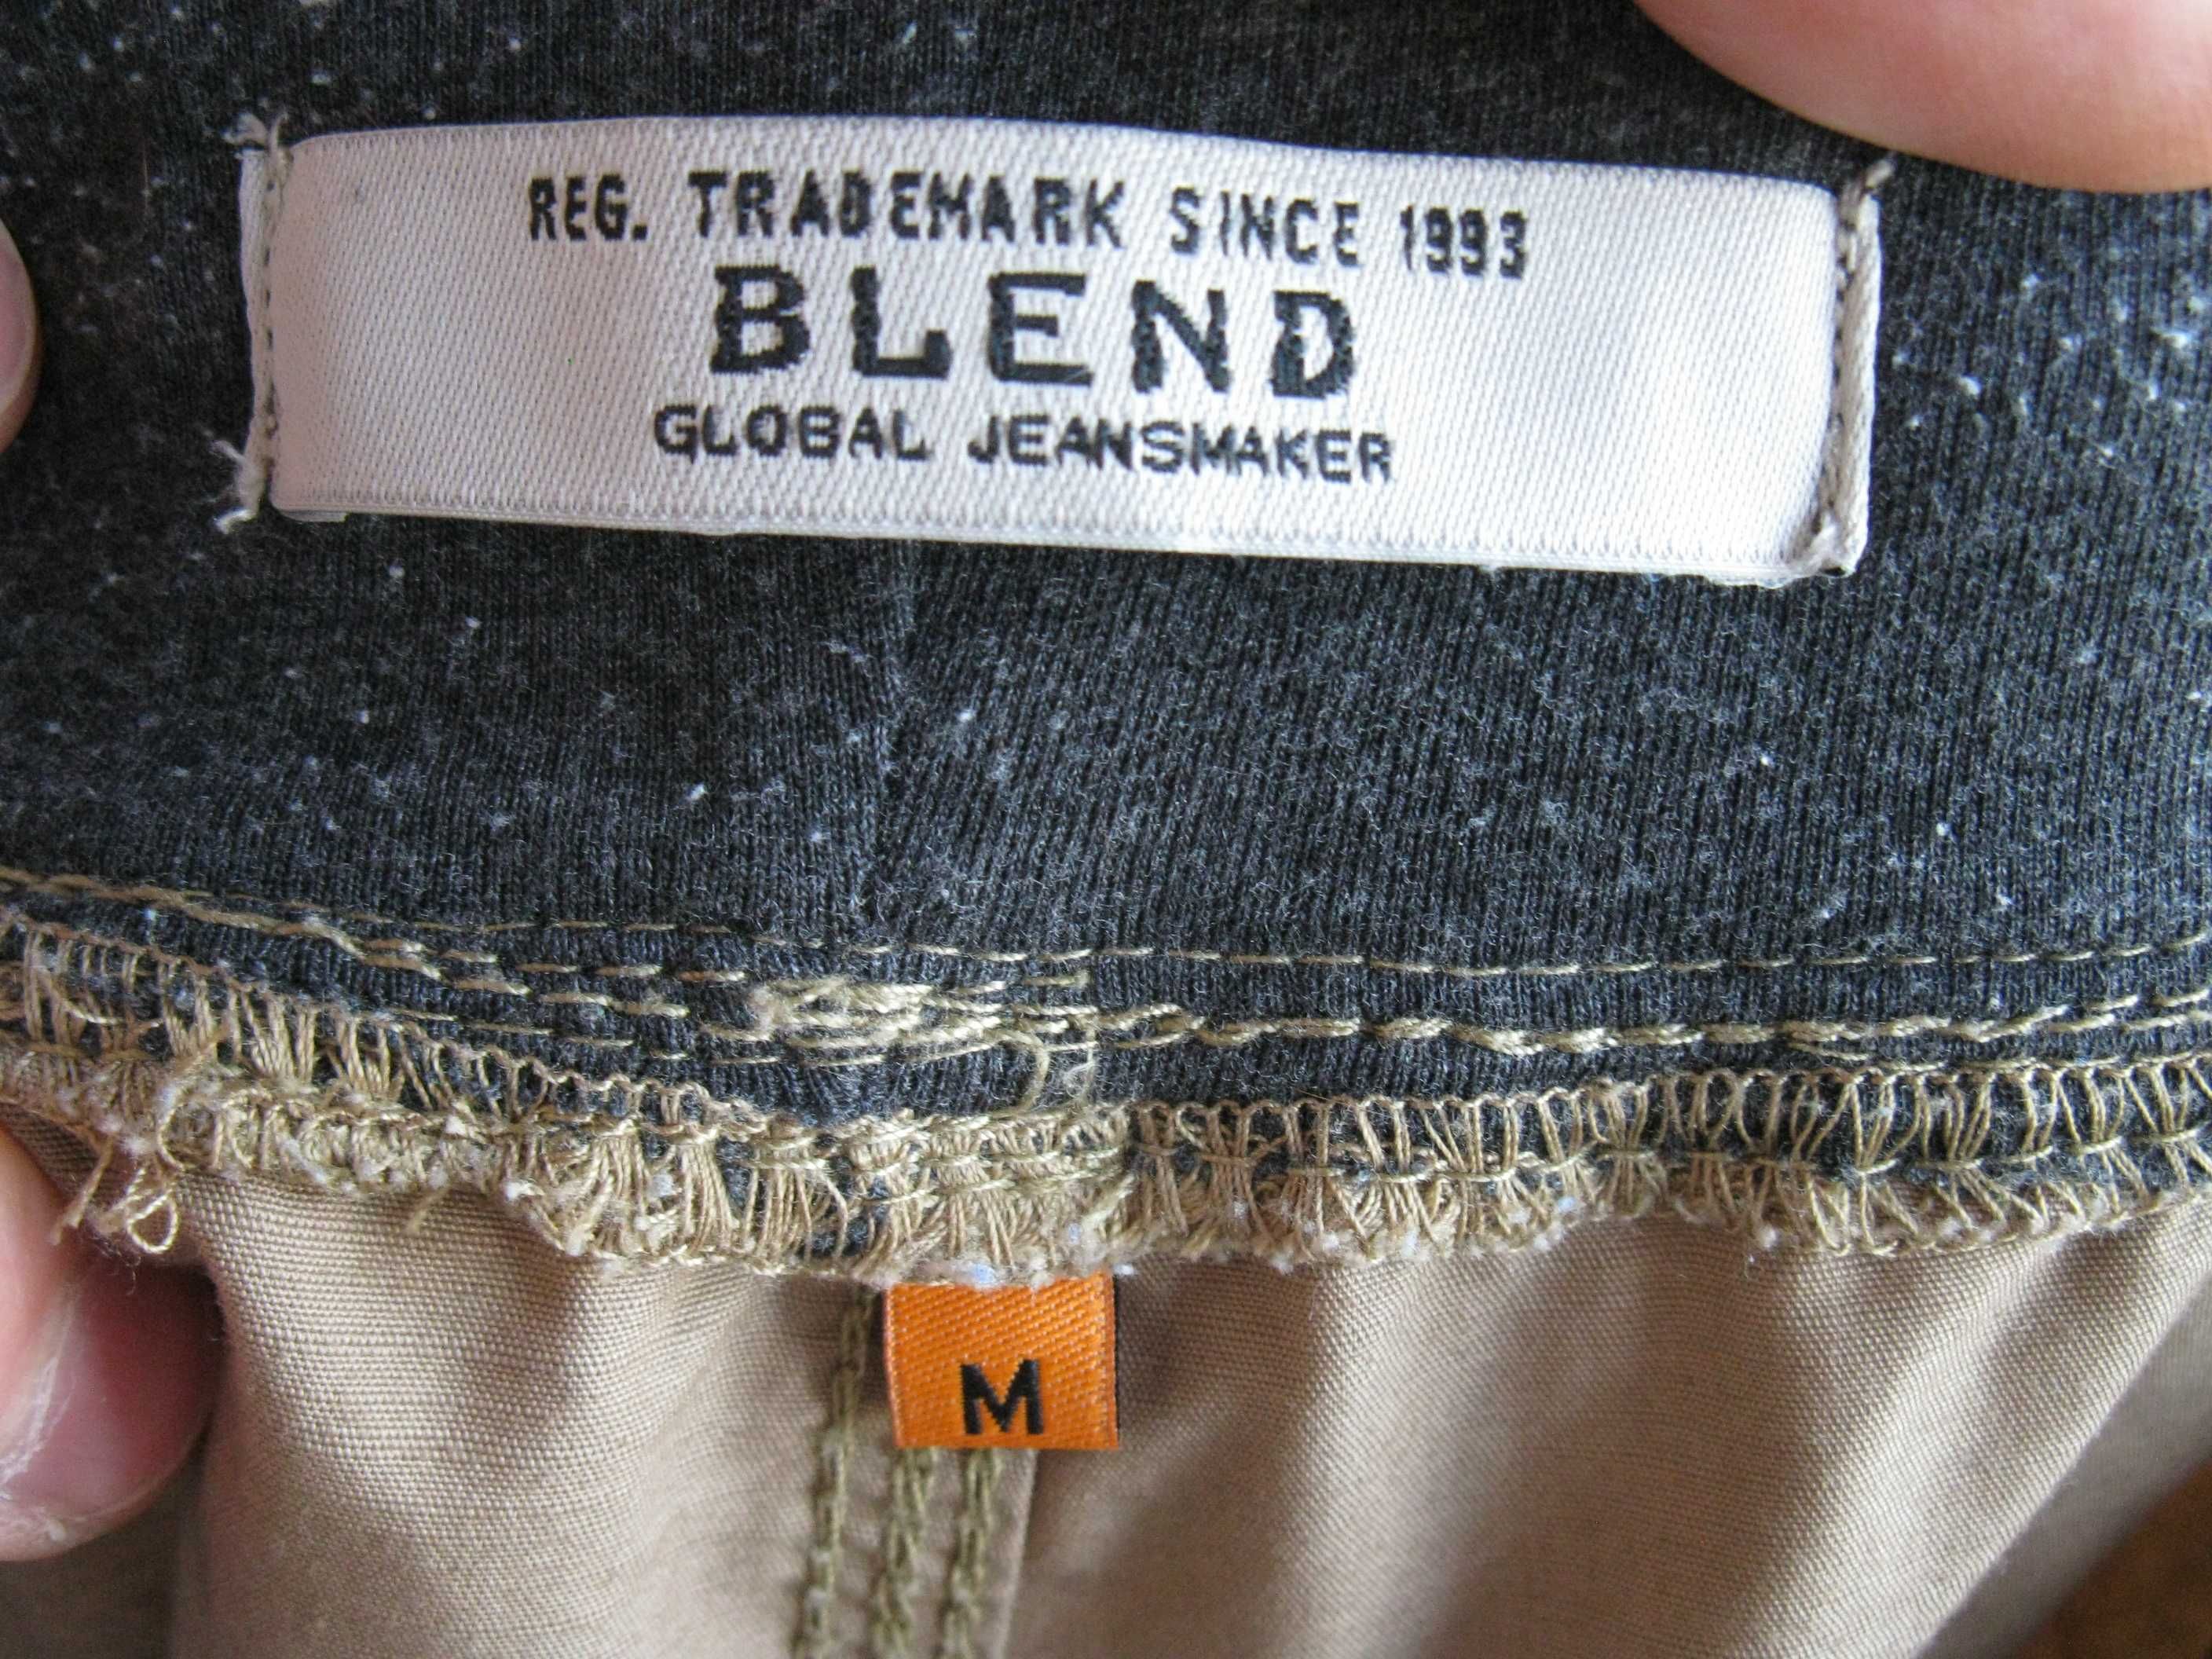 REG. TRADEMARK SINCE 1993
BLEND
GLOBAL JEANSMAKER
M